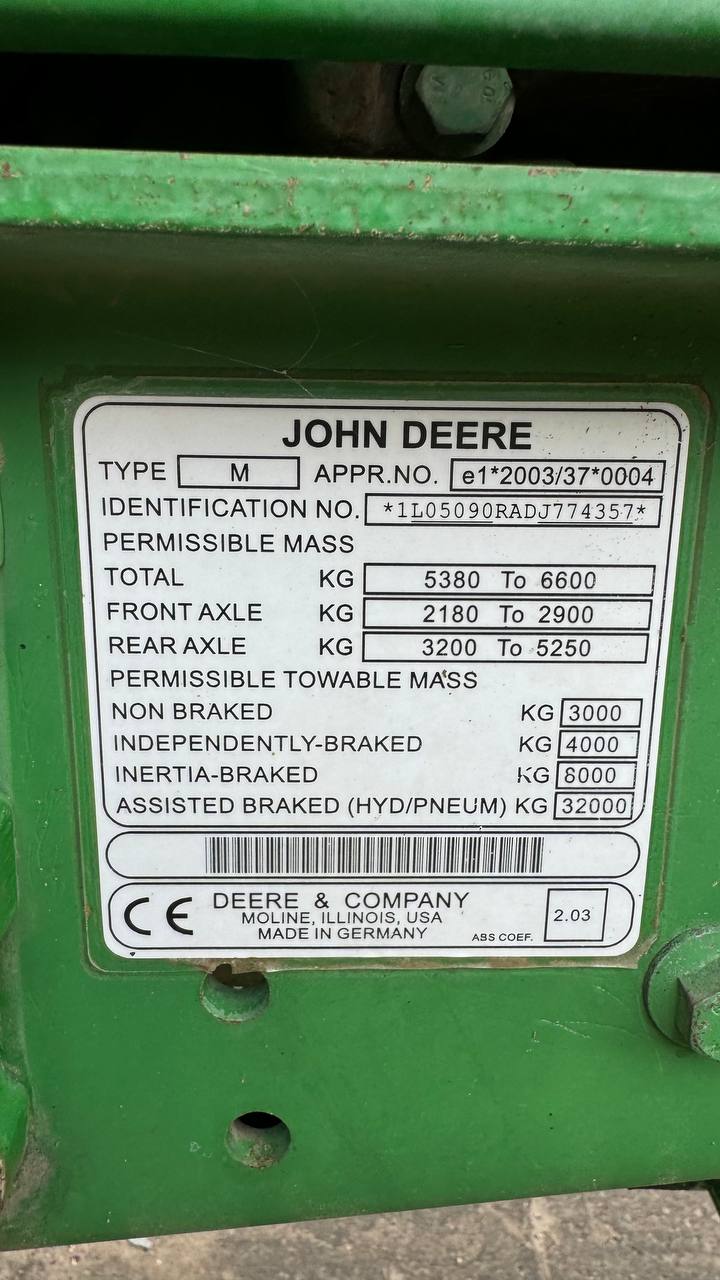 JOHN DEERE
TYPE M APPR.NO. e1*2003/37*0004
IDENTIFICATION NO. *1L05090RADJ774357*
PERMISSIBLE MASS
TOTAL KG 5380 To 6600
FRONT AXLE KG 2180 To 2900
REAR AXLE KG 3200 To 5250
PERMISSIBLE TOWABLE MASS
NON BRAKED KG 3000
INDEPENDENTLY-BRAKED KG 4000
INERTIA-BRAKED KG 8000
ASSISTED BRAKED (HYD/PNEUM) KG 32000
CE DEERE & COMPANY
MOLINE, ILLINOIS, USA
MADE IN GERMANY
ABS COEF. 2.03